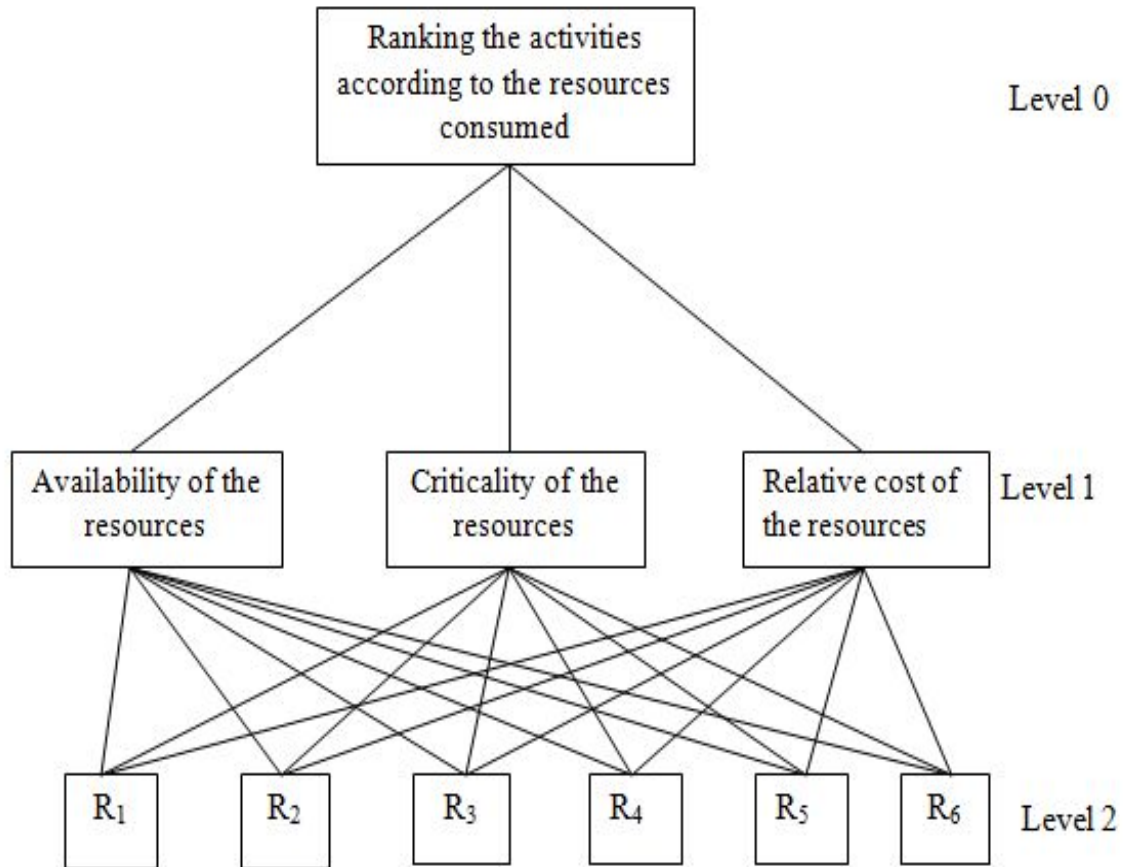 Ranking the activities
according to the resources
consumed
Level 0
Availability of the
resources
Criticality of the
resources
Relative cost of
the resources
Level 1
R1
R2
R3
R4
R5
R6
Level 2